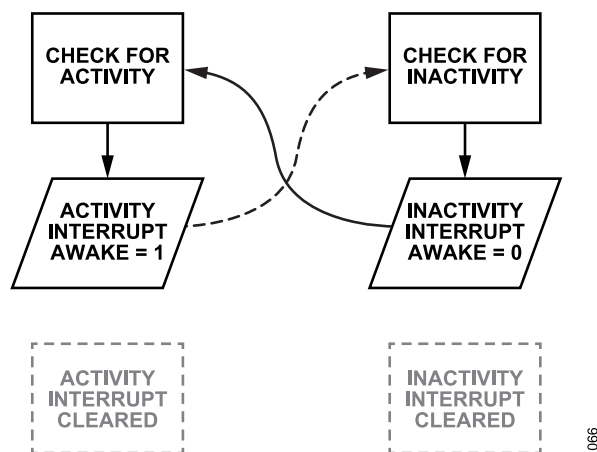 CHECK FOR
ACTIVITY
CHECK FOR
INACTIVITY
ACTIVITY
INTERRUPT
AWAKE = 1
INACTIVITY
INTERRUPT
AWAKE = 0
ACTIVITY
INTERRUPT
CLEARED
INACTIVITY
INTERRUPT
CLEARED
066